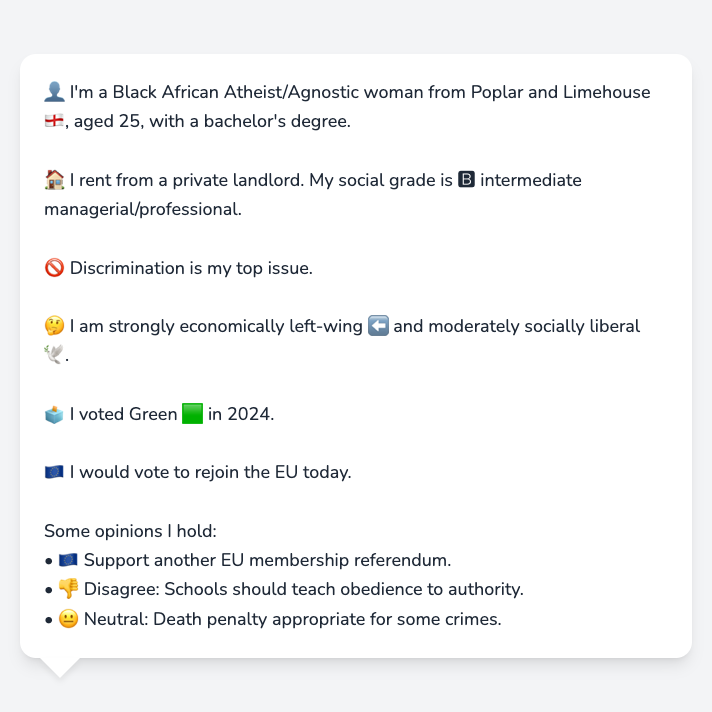 👤 I'm a Black African Atheist/Agnostic woman from Poplar and Limehouse
🏴󠁧󠁢󠁥󠁮󠁧󠁿, aged 25, with a bachelor's degree.
🏠 I rent from a private landlord. My social grade is 🅱 intermediate
managerial/professional.
🚫 Discrimination is my top issue.
🤔 I am strongly economically left-wing ⬅️ and moderately socially liberal
🕊️.
🗳️ I voted Green 🟩 in 2024.
🇪🇺 I would vote to rejoin the EU today.
Some opinions I hold:
• 🇪🇺 Support another EU membership referendum.
• 👎 Disagree: Schools should teach obedience to authority.
• 😐 Neutral: Death penalty appropriate for some crimes.